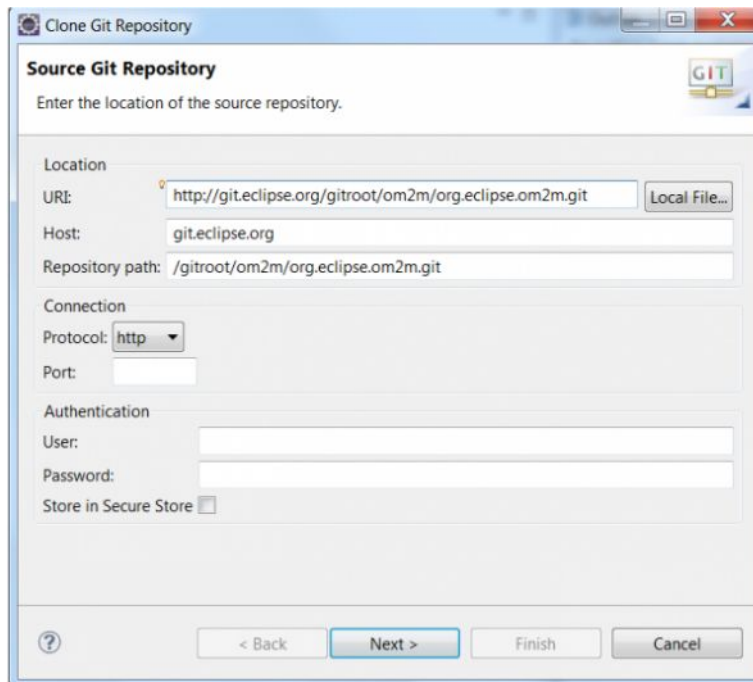 Clone Git Repository
Source Git Repository
Enter the location of the source repository.
GIT
Location
URI: http://git.eclipse.org/gitroot/om2m/org.eclipse.om2m.git Local File...
Host: git.eclipse.org
Repository path: /gitroot/om2m/org.eclipse.om2m.git
Connection
Protocol: http
Port:
Authentication
User:
Password:
Store in Secure Store
? < Back Next > Finish Cancel